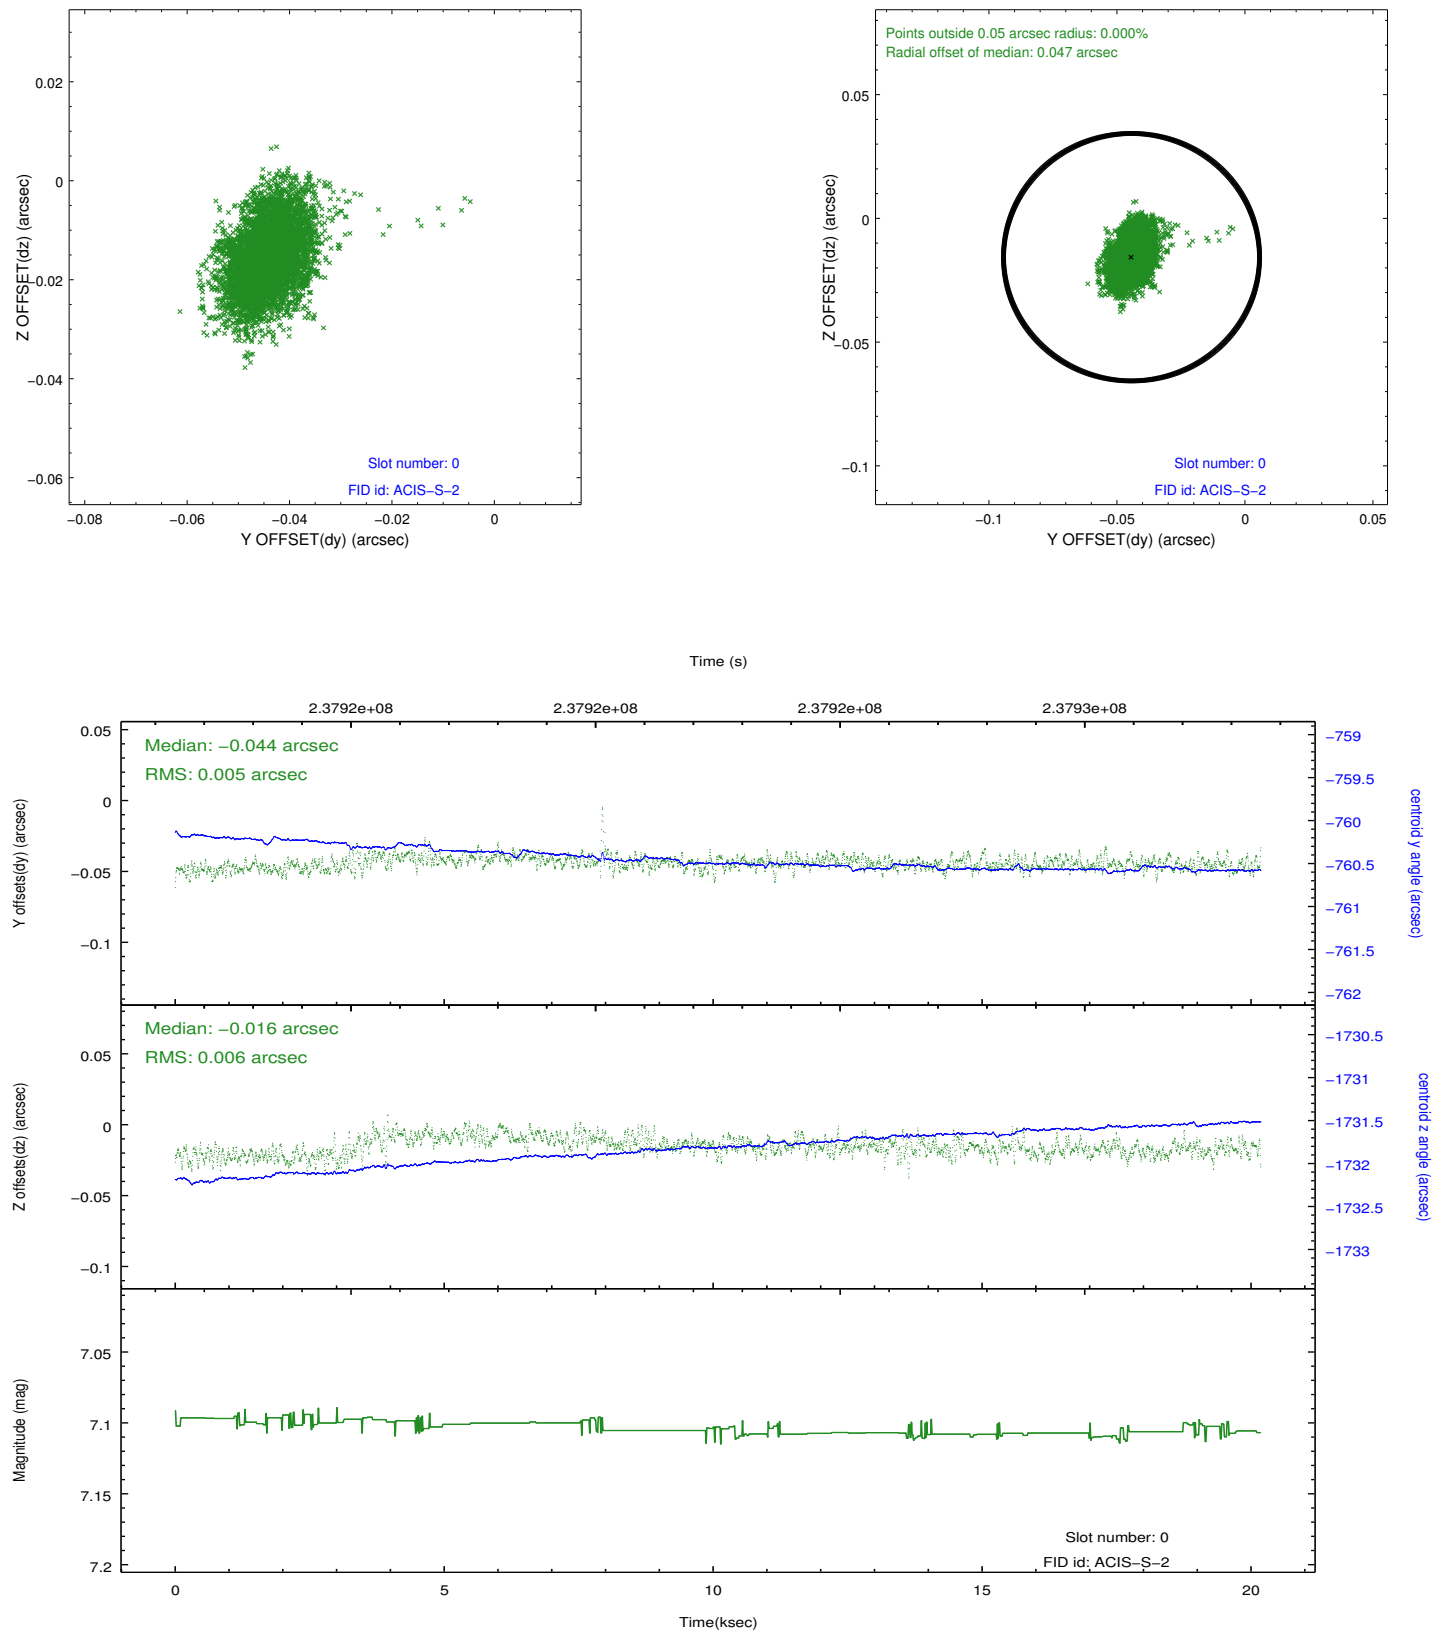 0.02
0
−0.02
−0.04
−0.06
Z OFFSET(dz) (arcsec)
Slot number: 0
FID id: ACIS−S−2
−0.08
−0.06
−0.04
−0.02
0
Y OFFSET(dy) (arcsec)
Points outside 0.05 arcsec radius: 0.000%
Radial offset of median: 0.047 arcsec
0.05
0
−0.05
−0.1
Z OFFSET(dz) (arcsec)
Slot number: 0
FID id: ACIS−S−2
−0.1
−0.05
0
0.05
Y OFFSET(dy) (arcsec)
Time (s)
2.3792e+08
2.3792e+08
2.3792e+08
2.3793e+08
Median: −0.044 arcsec
RMS: 0.005 arcsec
0.05
0
−0.05
−0.1
Y offsets(dy) (arcsec)
−759
−759.5
−760
−760.5
−761
−761.5
−762
centroid y angle (arcsec)
Median: −0.016 arcsec
RMS: 0.006 arcsec
0.05
0
−0.05
−0.1
Z offsets(dz) (arcsec)
−1730.5
−1731
−1731.5
−1732
−1732.5
−1733
centroid z angle (arcsec)
7.05
7.1
7.15
7.2
Magnitude (mag)
Slot number: 0
FID id: ACIS−S−2
0
5
10
15
20
Time(ksec)